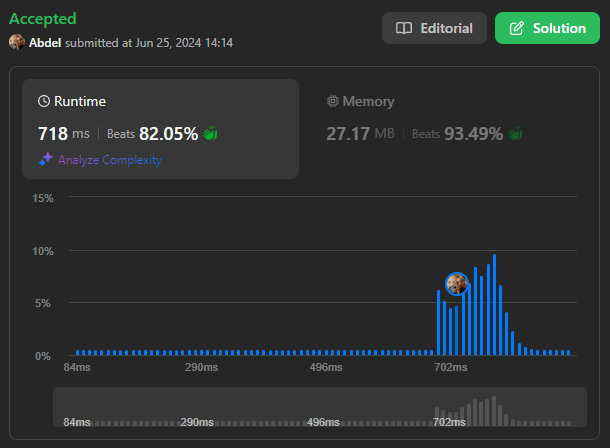 Accepted
Abdel submitted at Jun 25, 2024 14:14
Editorial
Solution
Runtime
718 ms | Beats 82.05%
Analyze Complexity
Memory
27.17 MB | Beats 93.49%
15%
10%
5%
0%
84ms 290ms 496ms 702ms
84ms 290ms 496ms 702ms